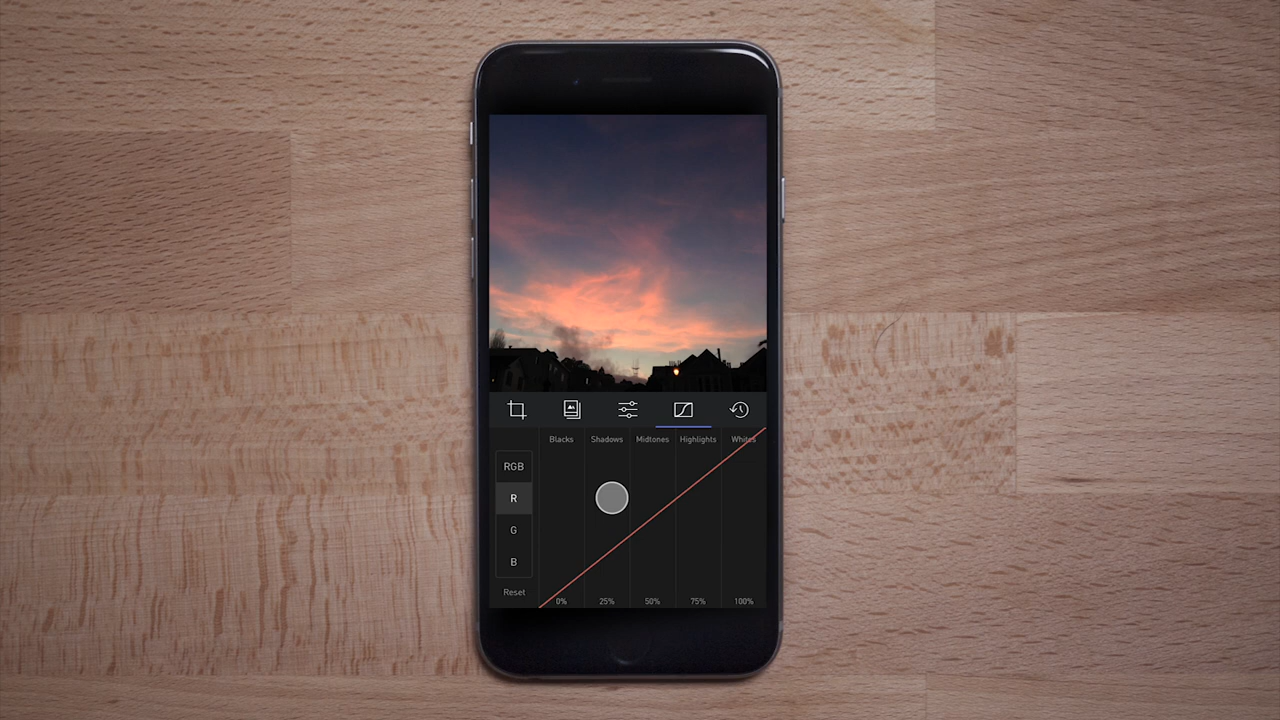 Blacks Shadows Midtones Highlights Whites
RGB
R
G
B
Reset
0% 25% 50% 75% 100%